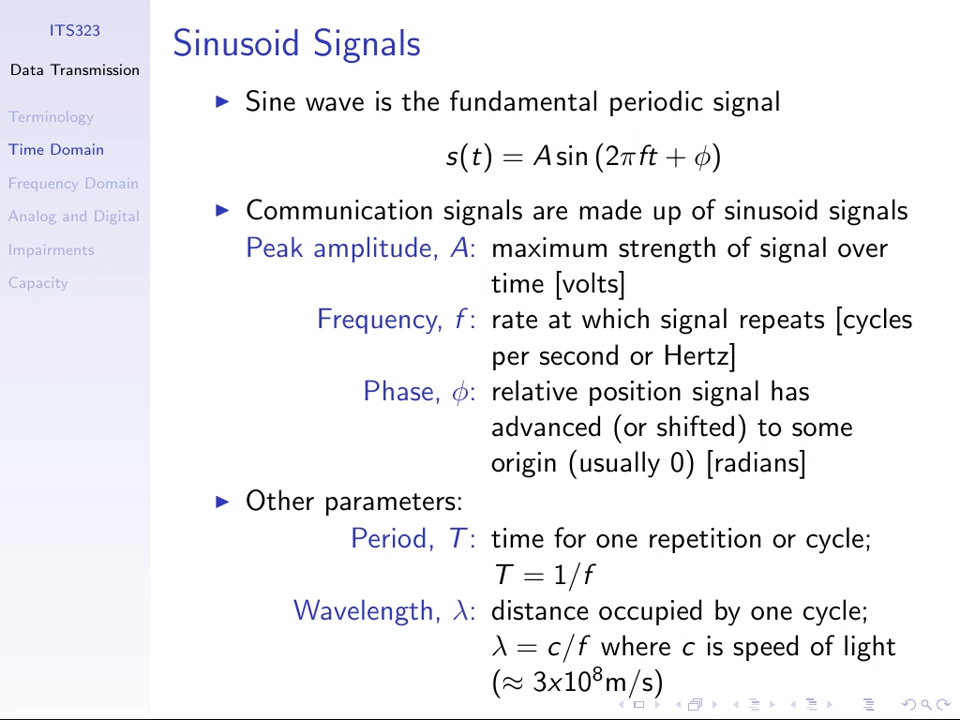 ITS323
Data Transmission
Terminology
Time Domain
Frequency Domain
Analog and Digital
Impairments
Capacity
Sinusoid Signals
▶ Sine wave is the fundamental periodic signal
s(t) = A sin (2πft + ϕ)
▶ Communication signals are made up of sinusoid signals
Peak amplitude, A: maximum strength of signal over
time [volts]
Frequency, f: rate at which signal repeats [cycles
per second or Hertz]
Phase, ϕ: relative position signal has
advanced (or shifted) to some
origin (usually 0) [radians]
▶ Other parameters:
Period, T: time for one repetition or cycle;
T = 1/f
Wavelength, λ: distance occupied by one cycle;
λ = c/f where c is speed of light
(≈ 3x10⁸m/s)